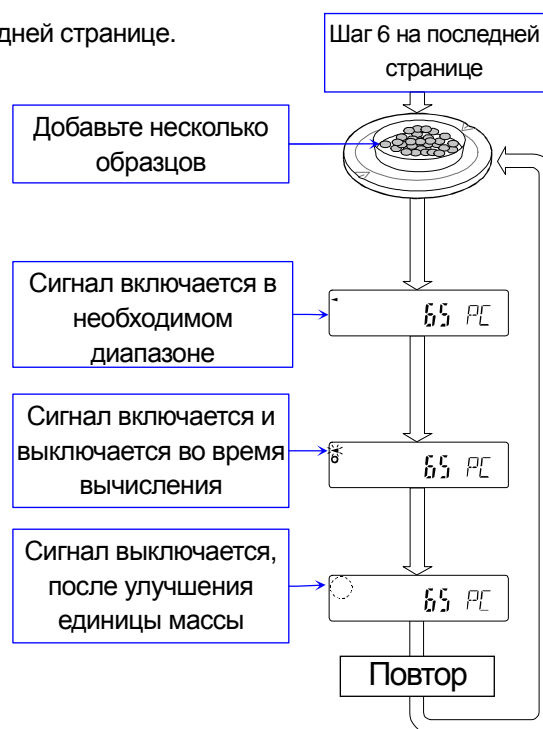 дней странице.
Шаг 6 на последней
странице
Добавьте несколько
образцов
Сигнал включается в
необходимом
диапазоне
65 PC
Сигнал включается и
выключается во время
вычисления
65 PC
Сигнал выключается,
после улучшения
единицы массы
65 PC
Повтор